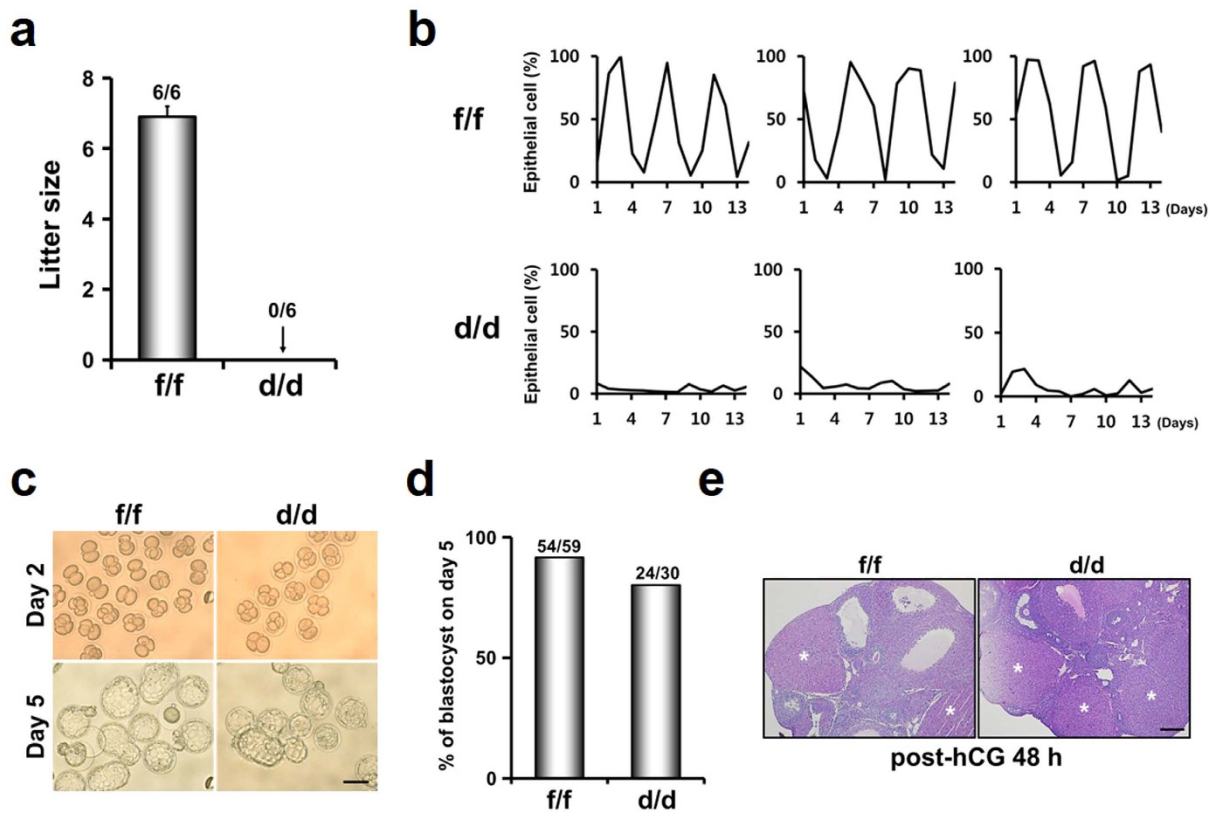 a
8
6
4
2
0
Litter size
6/6
0/6
f/f
d/d
b
f/f
Epithelial cell (%)
100
50
0
1 4 7 10 13
100
50
0
1 4 7 10 13
100
50
0
1 4 7 10 13 (Days)
d/d
Epithelial cell (%)
100
50
0
1 4 7 10 13
100
50
0
1 4 7 10 13
100
50
0
1 4 7 10 13 (Days)
c
f/f d/d
Day 2
Day 5
d
% of blastocyst on day 5
100
50
0
54/59
24/30
f/f d/d
e
f/f d/d
* * * * *
post-hCG 48 h